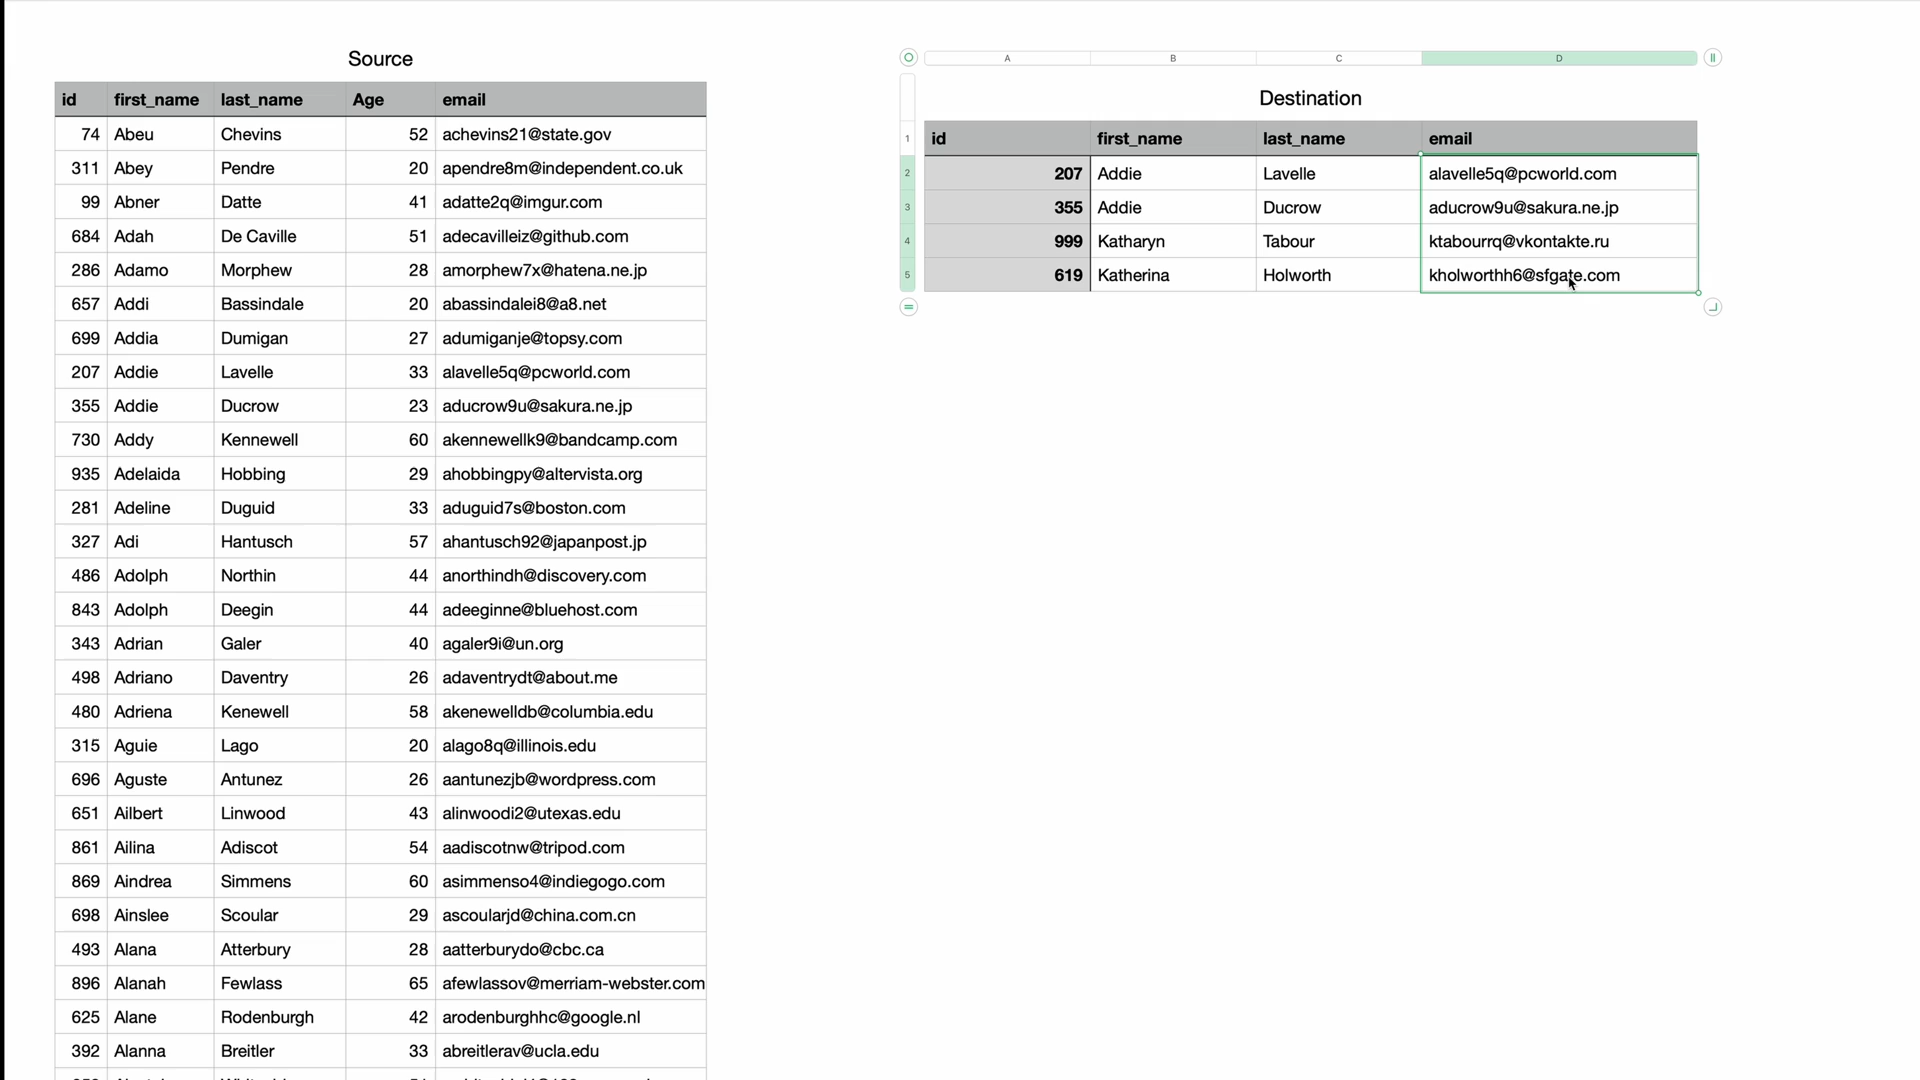 Source
id first_name last_name Age email
74 Abeu Chevins 52 achevins21@state.gov
311 Abey Pendre 20 apendre8m@independent.co.uk
99 Abner Datte 41 adatte2q@imgur.com
684 Adah De Caville 51 adecavilleiz@github.com
286 Adamo Morphew 28 amorphew7x@hatena.ne.jp
657 Addi Bassindale 20 abassindalei8@a8.net
699 Addia Dumigan 27 adumiganje@topsy.com
207 Addie Lavelle 33 alavelle5q@pcworld.com
355 Addie Ducrow 23 aducrow9u@sakura.ne.jp
730 Addy Kennewell 60 akennewellk9@bandcamp.com
935 Adelaida Hobbing 29 ahobbingpy@altervista.org
281 Adeline Duguid 33 aduguid7s@boston.com
327 Adi Hantusch 57 ahantusch92@japanpost.jp
486 Adolph Northin 44 anorthindh@discovery.com
843 Adolph Deegin 44 adeeginne@bluehost.com
343 Adrian Galer 40 agaler9i@un.org
498 Adriano Daventry 26 adaventrydt@about.me
480 Adriena Kenewell 58 akenewelldb@columbia.edu
315 Aguie Lago 20 alago8q@illinois.edu
696 Aguste Antunez 26 aantunezjb@wordpress.com
651 Ailbert Linwood 43 alinwoodi2@utexas.edu
861 Ailina Adiscot 54 aadiscotnw@tripod.com
869 Aindrea Simmens 60 asimmenso4@indiegogo.com
698 Ainslee Scoular 29 ascoularjd@china.com.cn
493 Alana Atterbury 28 aatterburydo@cbc.ca
896 Alanah Fewlass 65 afewlassov@merriam-webster.com
625 Alane Rodenburgh 42 arodenburghhc@google.nl
392 Alanna Breitler 33 abreitlerav@ucla.edu
A B C D
Destination
1 id first_name last_name email
2 207 Addie Lavelle alavelle5q@pcworld.com
3 355 Addie Ducrow aducrow9u@sakura.ne.jp
4 999 Katharyn Tabour ktabourrq@vkontakte.ru
5 619 Katherina Holworth kholworthh6@sfgate.com